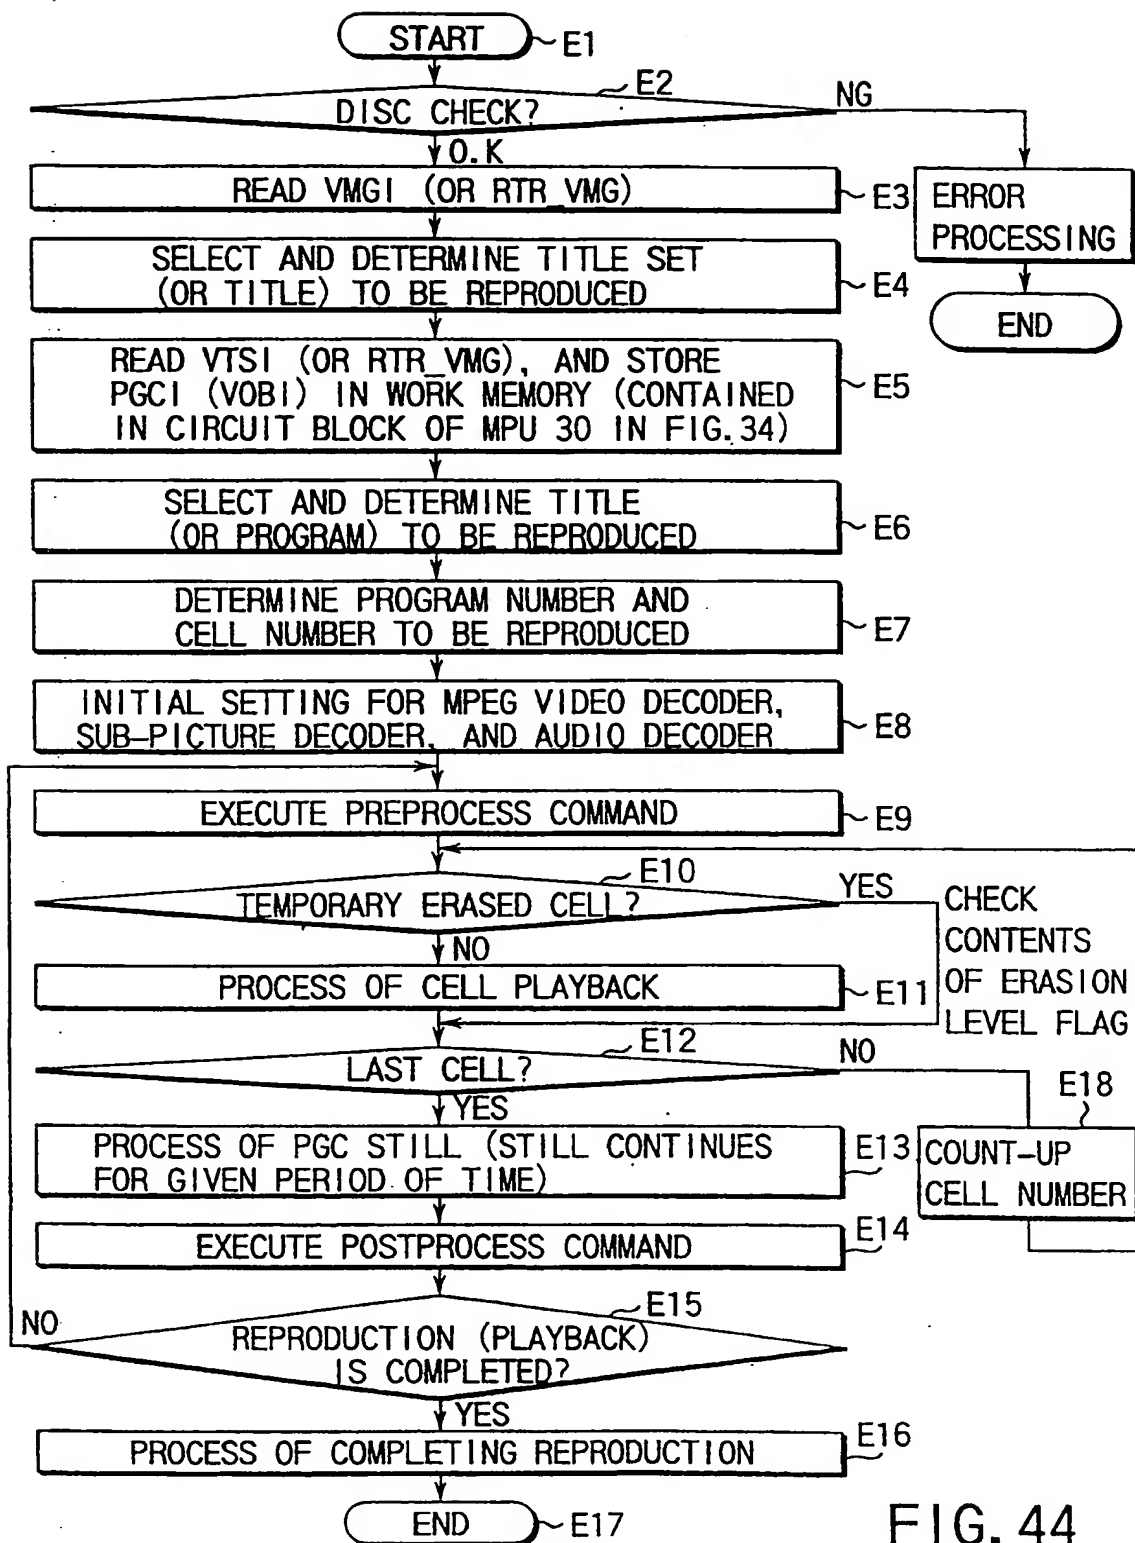 START
E1
E2
DISC CHECK?
NG
O.K
READ VMGI (OR RTR_VMG)
E3
ERROR
PROCESSING
END
SELECT AND DETERMINE TITLE SET
(OR TITLE) TO BE REPRODUCED
E4
READ VTSI (OR RTR_VMG), AND STORE
PGCI (VOBI) IN WORK MEMORY (CONTAINED
IN CIRCUIT BLOCK OF MPU 30 IN FIG. 34)
E5
SELECT AND DETERMINE TITLE
(OR PROGRAM) TO BE REPRODUCED
E6
DETERMINE PROGRAM NUMBER AND
CELL NUMBER TO BE REPRODUCED
E7
INITIAL SETTING FOR MPEG VIDEO DECODER,
SUB-PICTURE DECODER, AND AUDIO DECODER
E8
EXECUTE PREPROCESS COMMAND
E9
E10
TEMPORARY ERASED CELL?
YES
NO
CHECK
CONTENTS
OF ERASION
LEVEL FLAG
PROCESS OF CELL PLAYBACK
E11
E12
LAST CELL?
NO
YES
E18
COUNT-UP
CELL NUMBER
PROCESS OF PGC STILL (STILL CONTINUES
FOR GIVEN PERIOD OF TIME)
E13
EXECUTE POSTPROCESS COMMAND
E14
E15
NO
REPRODUCTION (PLAYBACK)
IS COMPLETED?
YES
PROCESS OF COMPLETING REPRODUCTION
E16
END
E17
FIG. 44